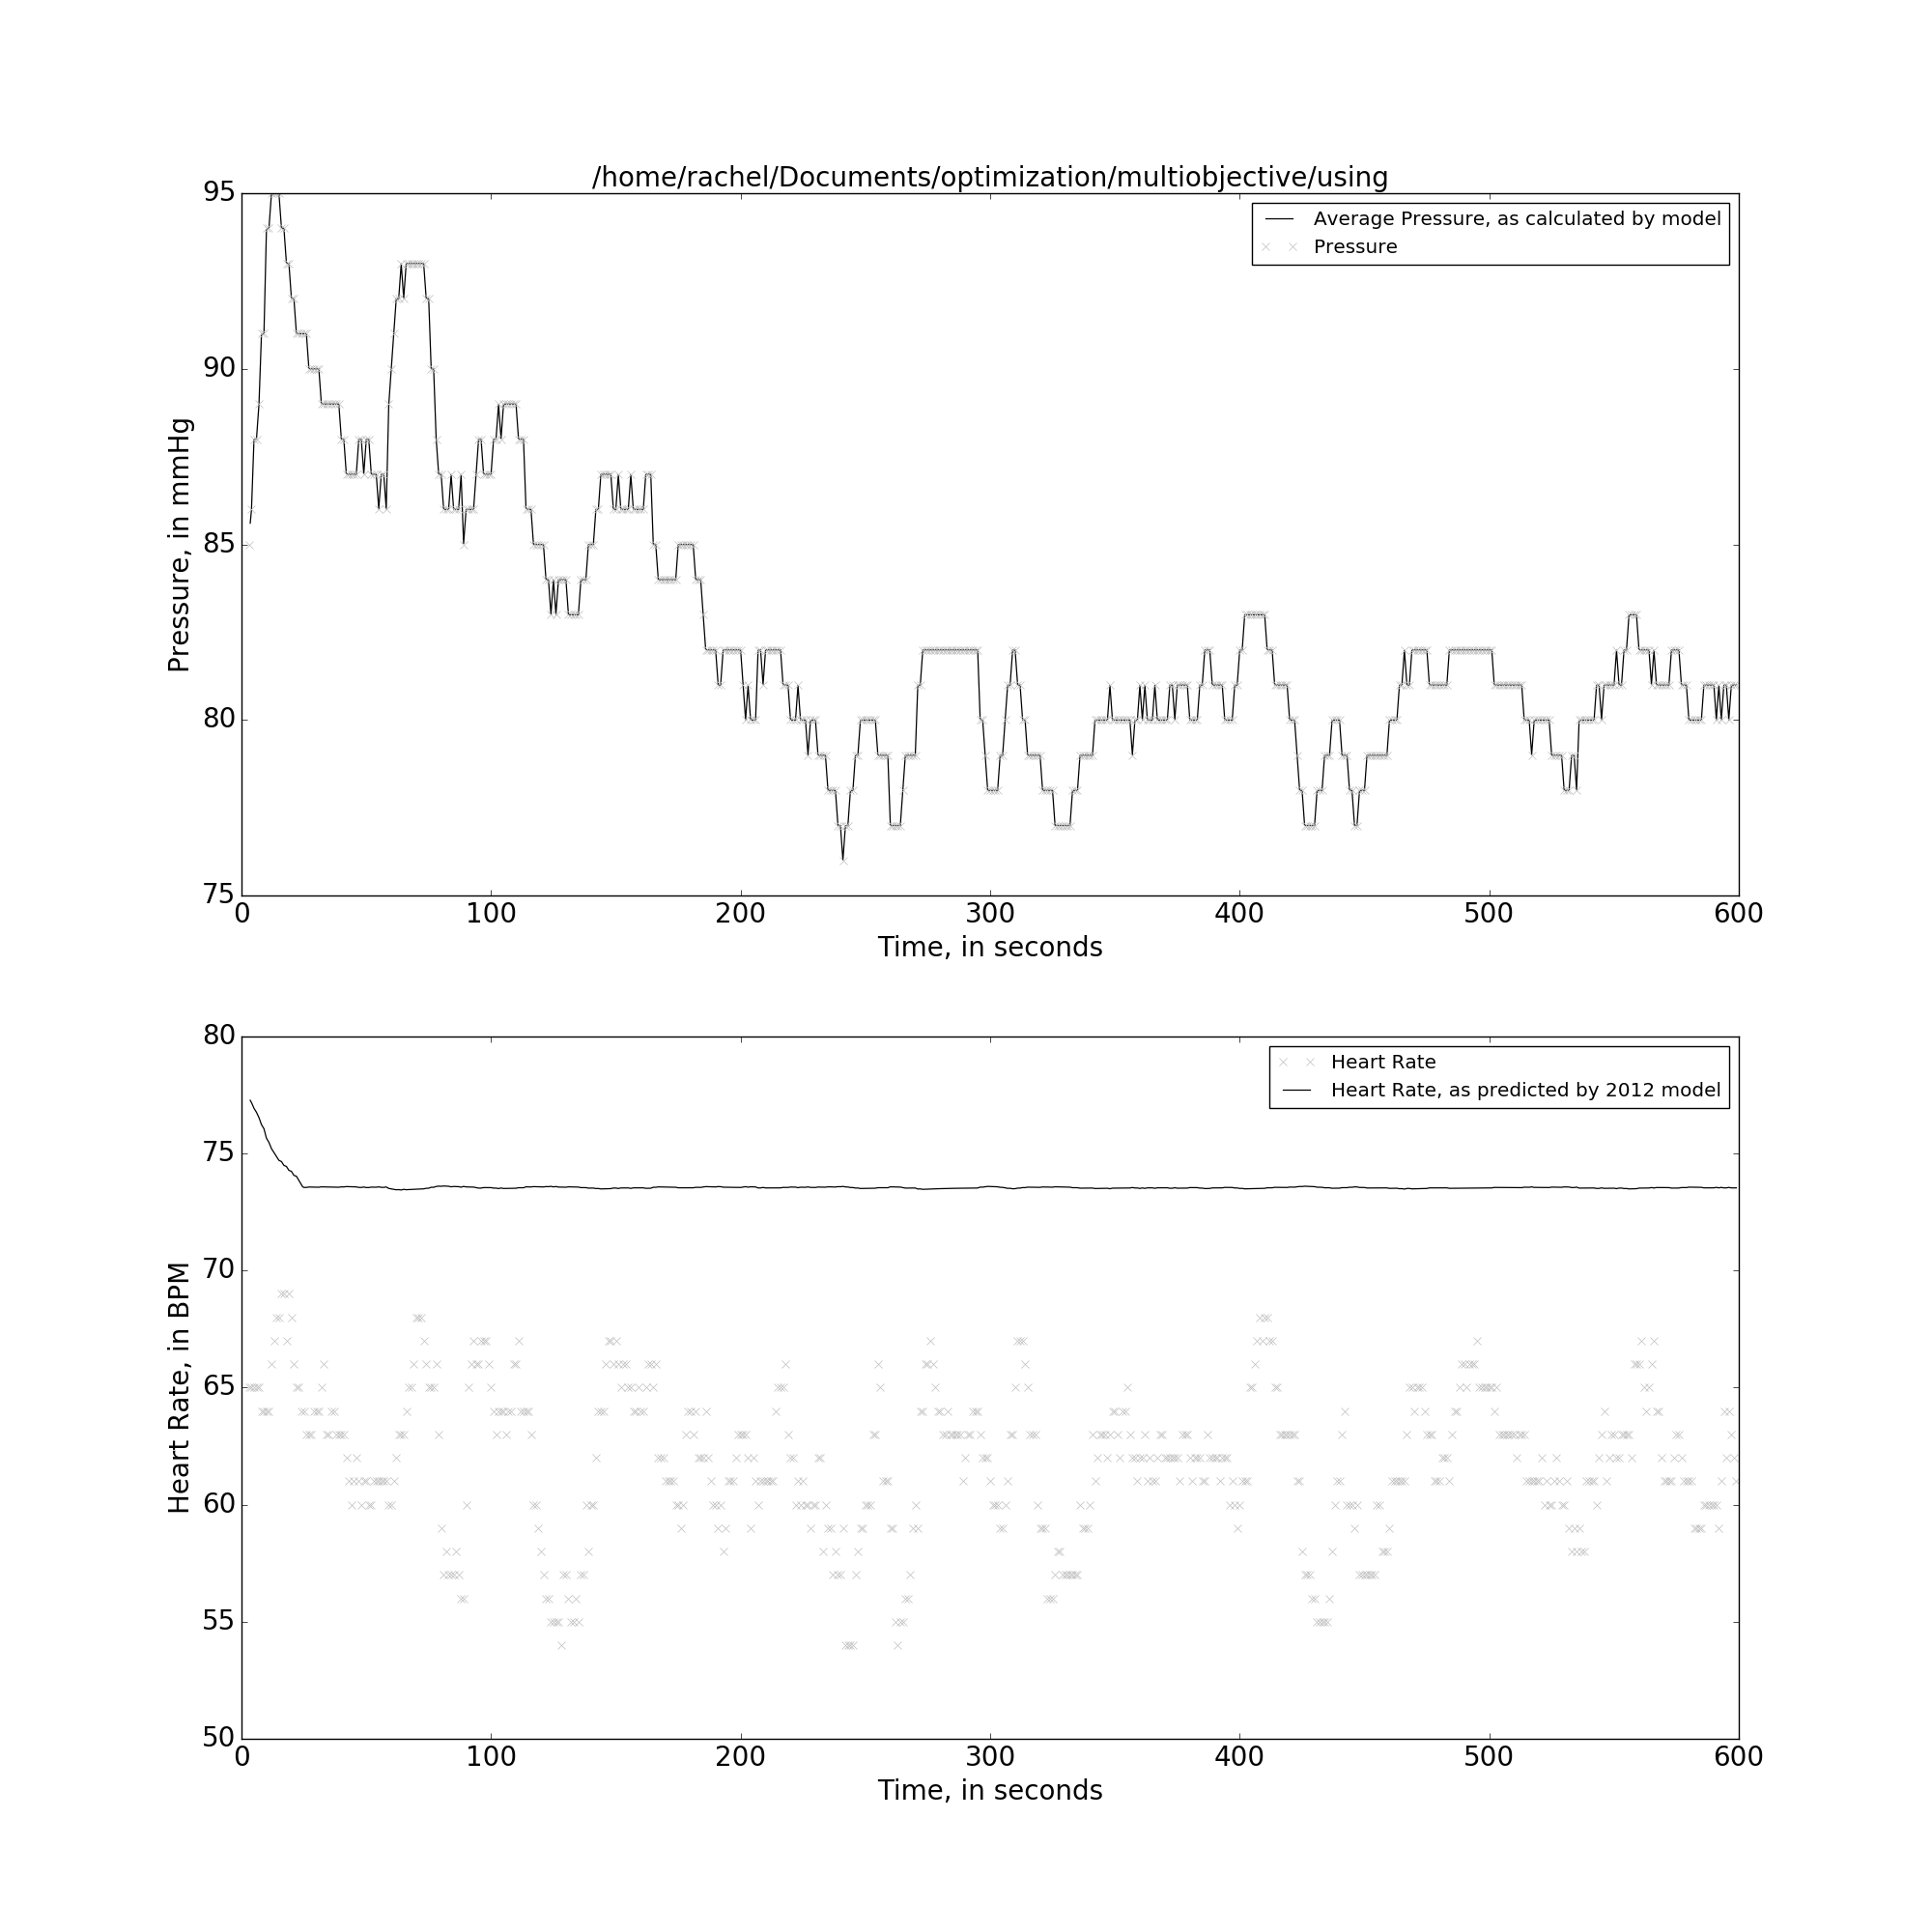 /home/rachel/Documents/optimization/multiobjective/using
95
90
85
80
75
Pressure, in mmHg
Average Pressure, as calculated by model
Pressure
0 100 200 300 400 500 600
Time, in seconds
80
75
70
65
60
55
50
Heart Rate, in BPM
Heart Rate
Heart Rate, as predicted by 2012 model
0 100 200 300 400 500 600
Time, in seconds